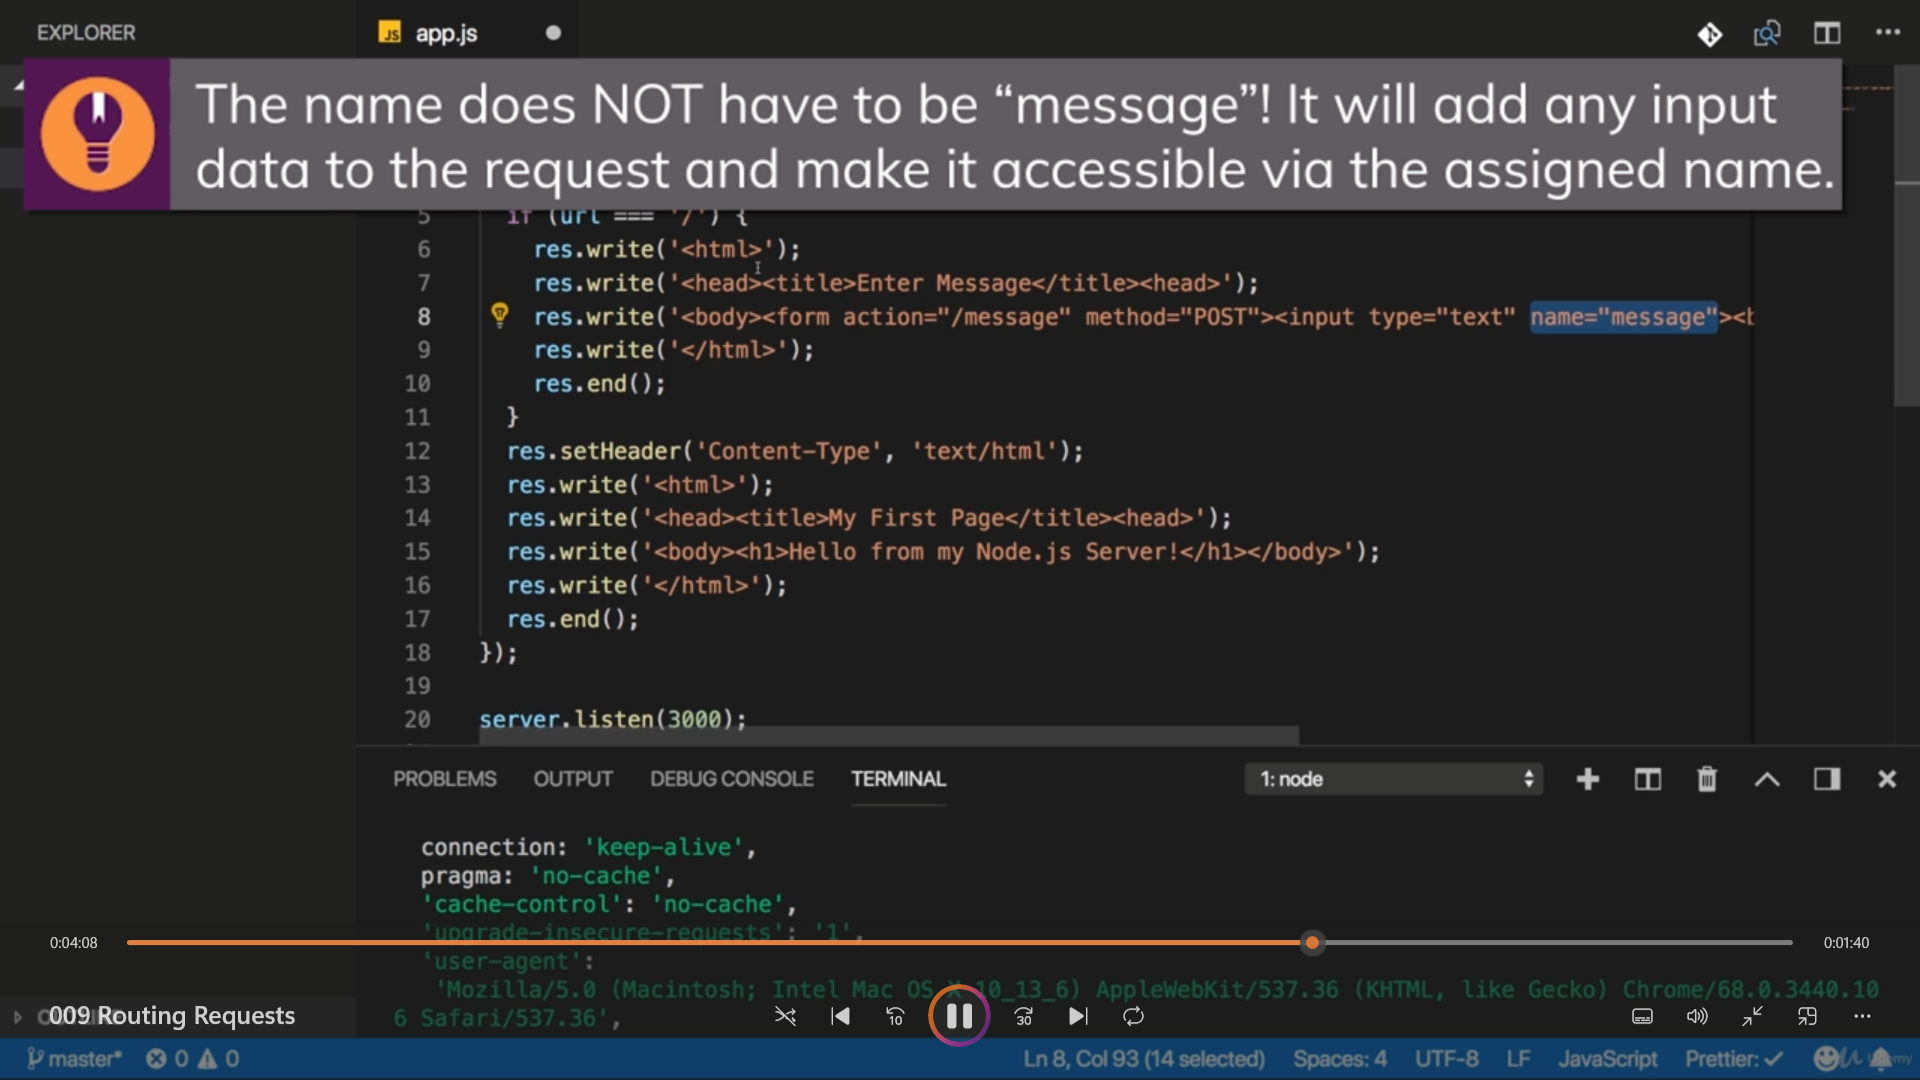 EXPLORER
app.js
The name does NOT have to be “message”! It will add any input
data to the request and make it accessible via the assigned name.
5 if (url === '/') {
6 res.write('<html>');
7 res.write('<head><title>Enter Message</title><head>');
8 res.write('<body><form action="/message" method="POST"><input type="text" name="message"><b
9 res.write('</html>');
10 res.end();
11 }
12 res.setHeader('Content-Type', 'text/html');
13 res.write('<html>');
14 res.write('<head><title>My First Page</title><head>');
15 res.write('<body><h1>Hello from my Node.js Server!</h1></body>');
16 res.write('</html>');
17 res.end();
18 });
19
20 server.listen(3000);
PROBLEMS OUTPUT DEBUG CONSOLE TERMINAL 1: node
connection: 'keep-alive',
pragma: 'no-cache',
'cache-control': 'no-cache',
'upgrade-insecure-requests': '1',
0:04:08 0:01:40
'user-agent':
'Mozilla/5.0 (Macintosh; Intel Mac OS X 10_13_6) AppleWebKit/537.36 (KHTML, like Gecko) Chrome/68.0.3440.10
6 Safari/537.36',
009 Routing Requests
10
30
master* 0 0 Ln 8, Col 93 (14 selected) Spaces: 4 UTF-8 LF JavaScript Prettier: ✓